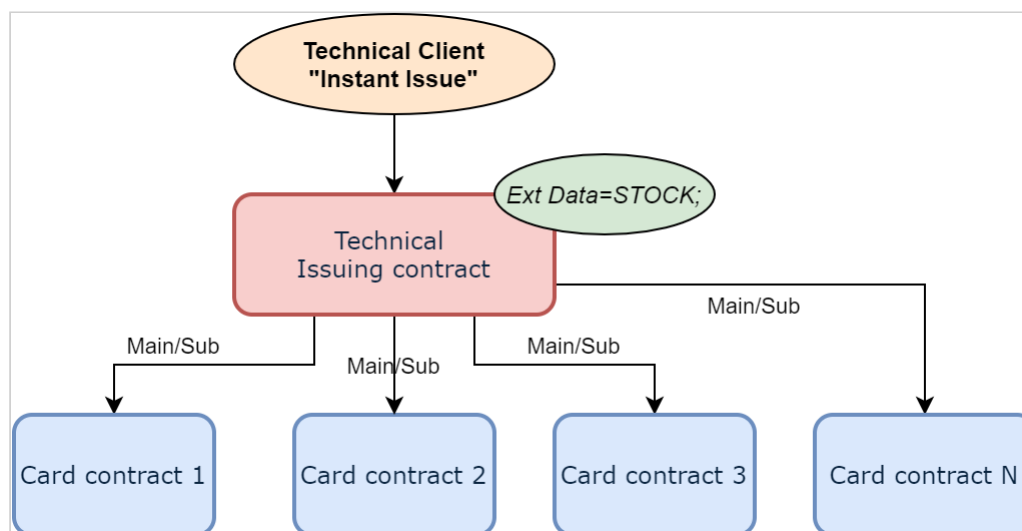 Technical Client
"Instant Issue"
Ext Data=STOCK;
Technical
Issuing contract
Main/Sub
Main/Sub
Main/Sub
Main/Sub
Card contract 1
Card contract 2
Card contract 3
Card contract N